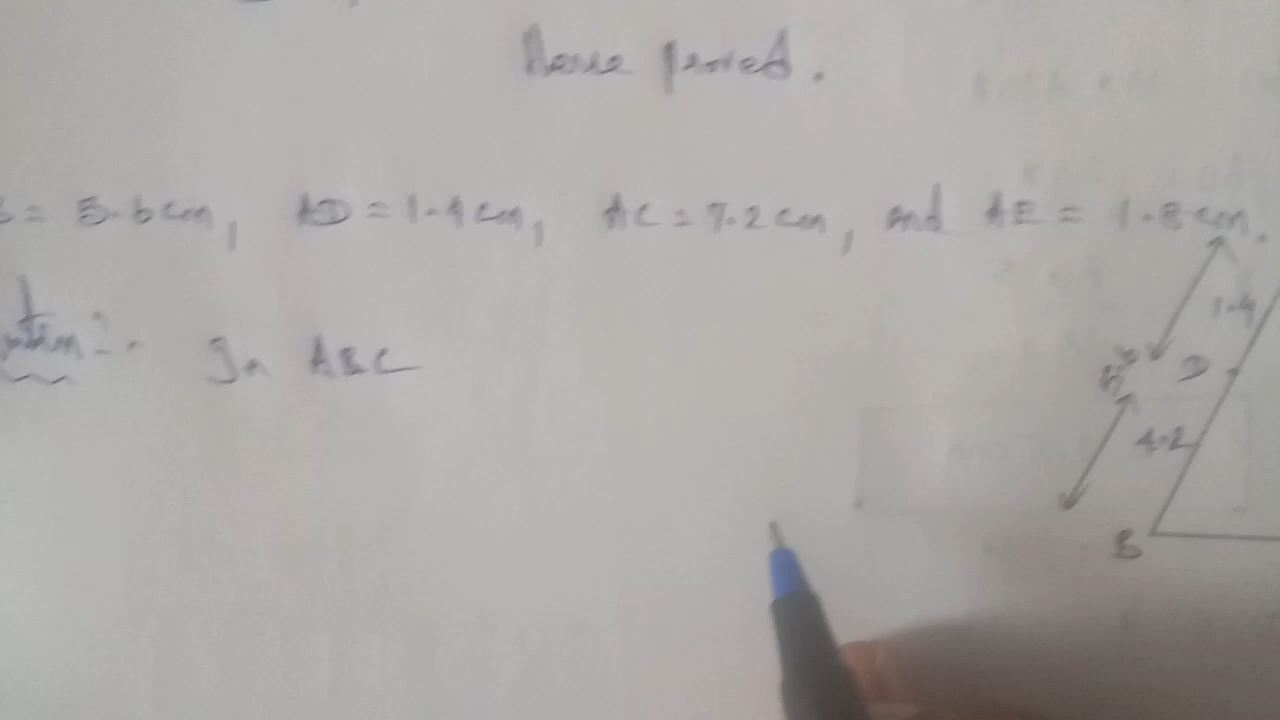 Hence proved.
= 5.6 cm, AD = 1.4 cm, AC = 7.2 cm, and AE = 1.8 cm.
In ABC
1.4
D
4.2
B